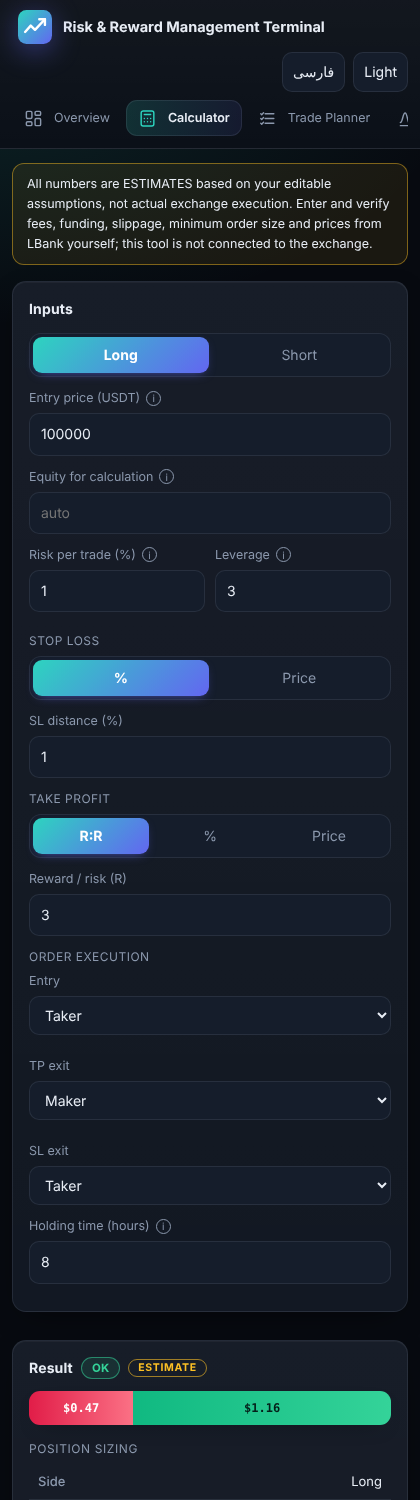 Risk & Reward Management Terminal
فارسی
Light
Overview
Calculator
Trade Planner
All numbers are ESTIMATES based on your editable
assumptions, not actual exchange execution. Enter and verify
fees, funding, slippage, minimum order size and prices from
LBank yourself; this tool is not connected to the exchange.
Inputs
Long
Short
Entry price (USDT)
100000
Equity for calculation
auto
Risk per trade (%)
Leverage
1
3
STOP LOSS
%
Price
SL distance (%)
1
TAKE PROFIT
R:R
%
Price
Reward / risk (R)
3
ORDER EXECUTION
Entry
Taker
TP exit
Maker
SL exit
Taker
Holding time (hours)
8
Result
OK
ESTIMATE
$0.47
$1.16
POSITION SIZING
Side
Long